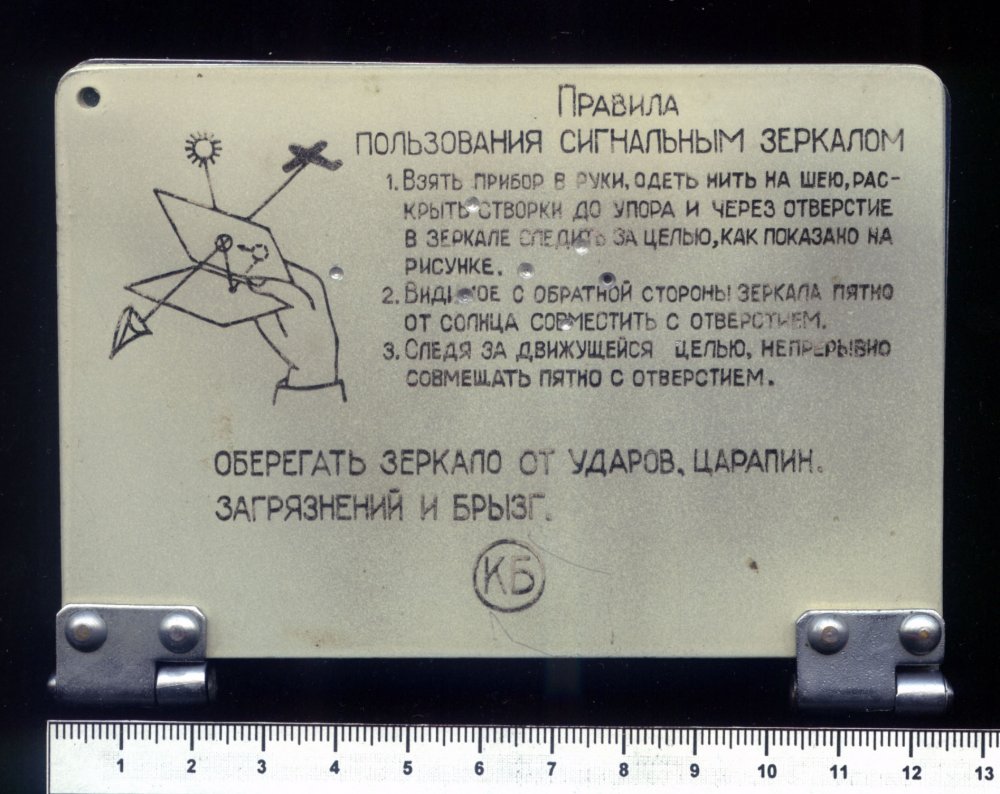 Правила
пользования сигнальным зеркалом
1. Взять прибор в руки, одеть нить на шею, рас-
крыть створки до упора и через отверстие
в зеркале следить за целью, как показано на
рисунке.
2. Видимое с обратной стороны зеркала пятно
от солнца совместить с отверстием.
3. Следя за движущейся целью, непрерывно
совмещать пятно с отверстием.
ОБЕРЕГАТЬ ЗЕРКАЛО ОТ УДАРОВ, ЦАРАПИН.
ЗАГРЯЗНЕНИЙ И БРЫЗГ.
КБ
1 2 3 4 5 6 7 8 9 10 11 12 13